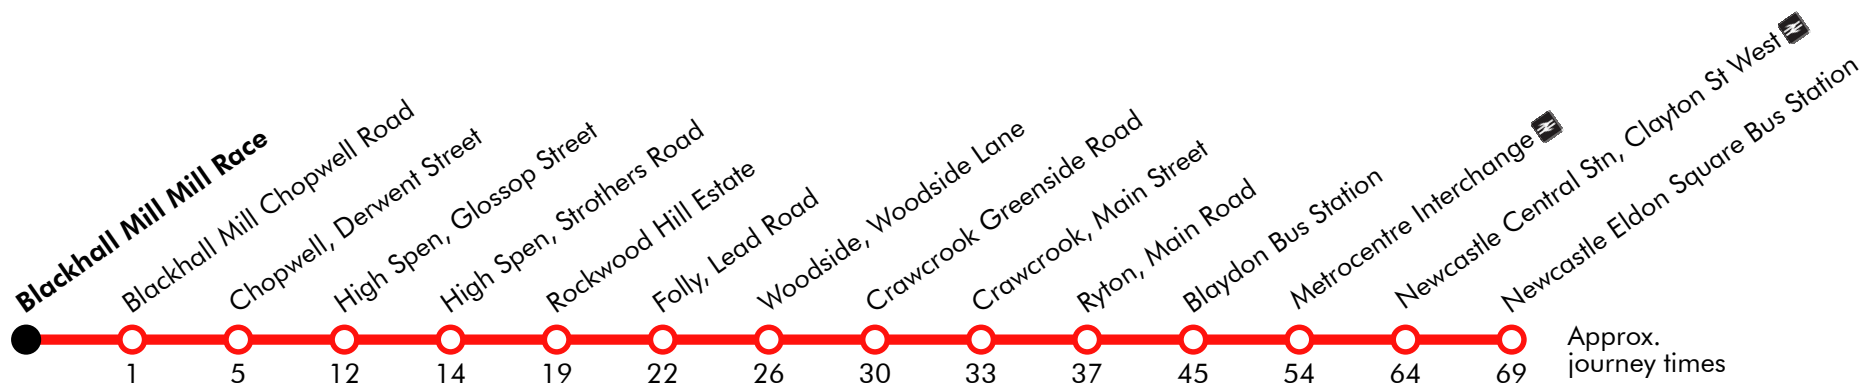 Blackhall Mill Mill Race
Blackhall Mill Chopwell Road
Chopwell, Derwent Street
High Spen, Glossop Street
High Spen, Strothers Road
Rockwood Hill Estate
Folly, Lead Road
Woodside, Woodside Lane
Crawcrook Greenside Road
Crawcrook, Main Street
Ryton, Main Road
Blaydon Bus Station
Metrocentre Interchange
Newcastle Central Stn, Clayton St West
Newcastle Eldon Square Bus Station
1 5 12 14 19 22 26 30 33 37 45 54 64 69
Approx.
journey times